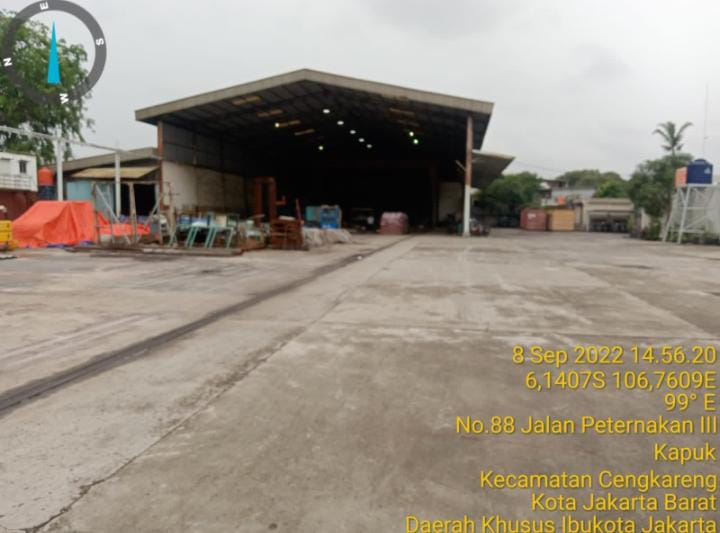 E
N
S
W
8 Sep 2022 14.56.20
6,1407S 106,7609E
99° E
No.88 Jalan Peternakan III
Kapuk
Kecamatan Cengkareng
Kota Jakarta Barat
Daerah Khusus Ibukota Jakarta